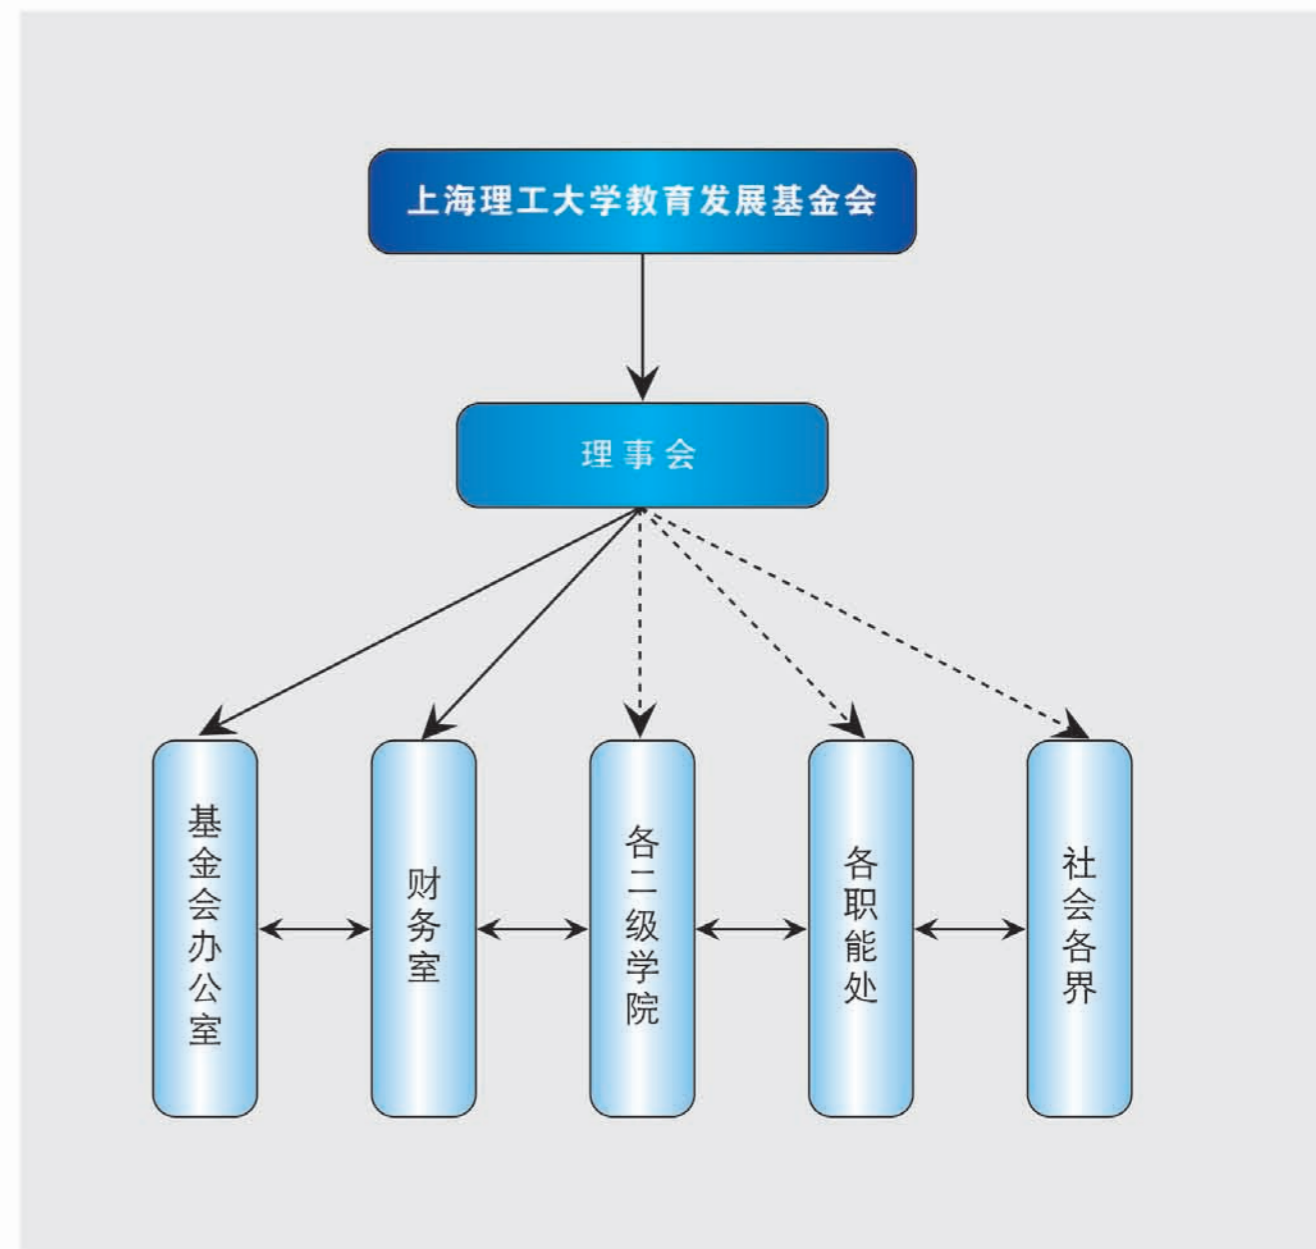 上海理工大学教育发展基金会
理事会
基金会办公室
财务室
各二级学院
各职能处
社会各界